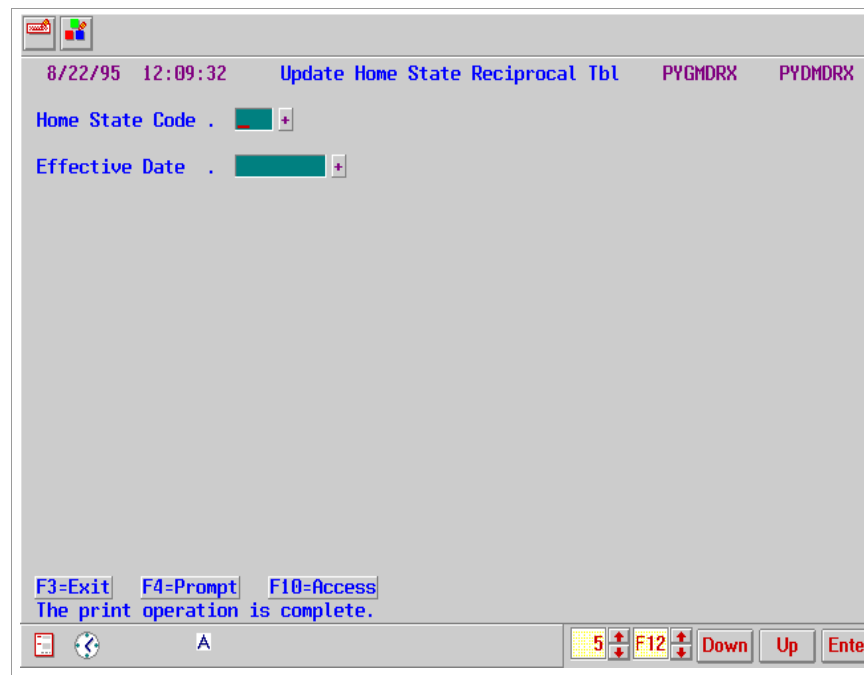 8/22/95 12:09:32 Update Home State Reciprocal Tbl PYGMDRX PYDMDRX
Home State Code . _ +
Effective Date . +
F3=Exit F4=Prompt F10=Access
The print operation is complete.
A 5 F12 Down Up Ente